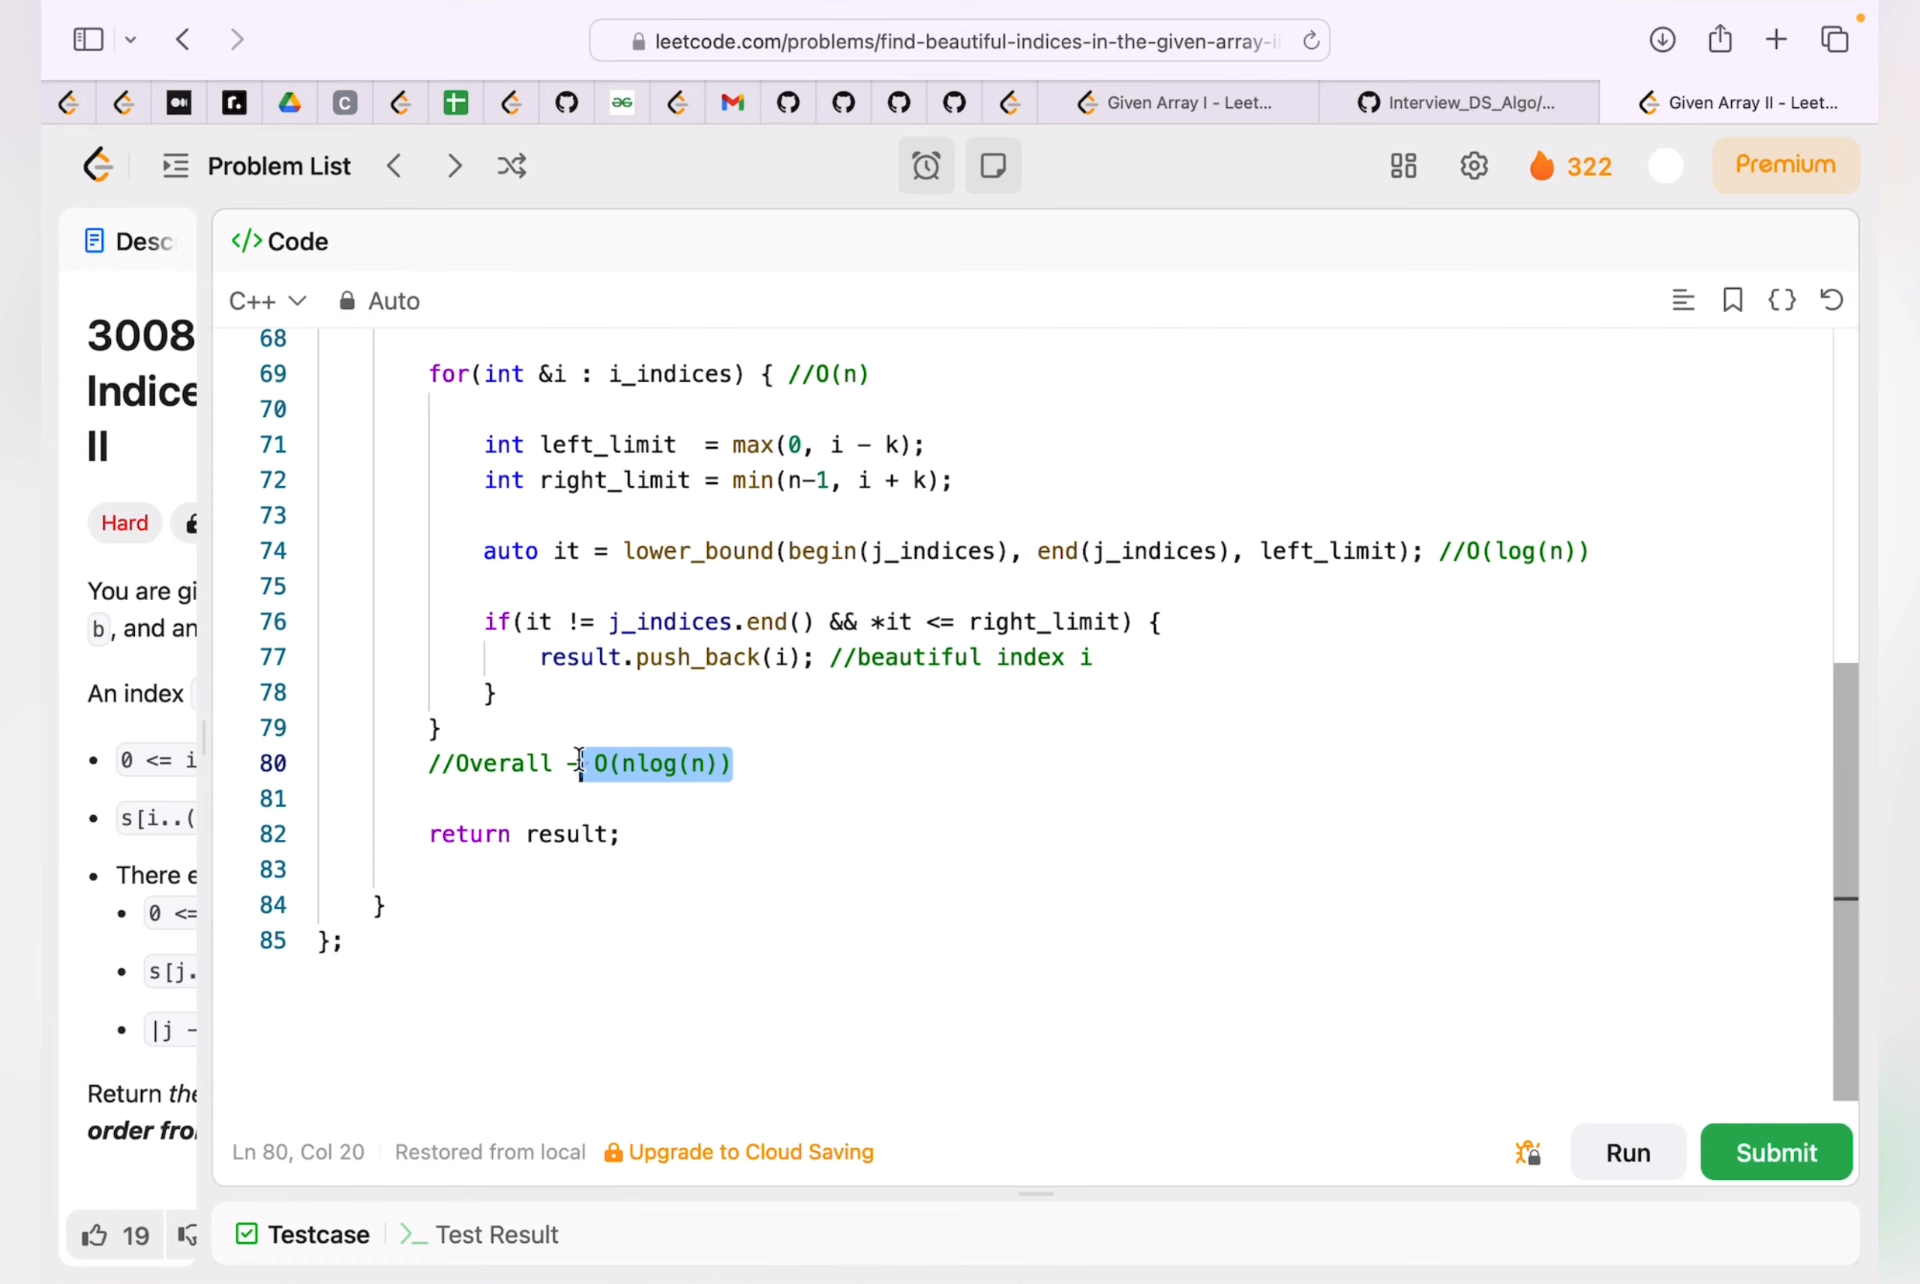 leetcode.com/problems/find-beautiful-indices-in-the-given-array-ii
C
Given Array I - Leet...
Interview_DS_Algo/...
Given Array II - Leet...
Problem List
322
Premium
Desc
</> Code
C++
Auto
3008
Indice
II
Hard
You are gi
b, and an
An index
0 <= i
s[i..(
There e
0 <=
s[j.
|j -
Return the
order fro
19
68
69 for(int &i : i_indices) { //O(n)
70
71 int left_limit  = max(0, i - k);
72 int right_limit = min(n-1, i + k);
73
74 auto it = lower_bound(begin(j_indices), end(j_indices), left_limit); //O(log(n))
75
76 if(it != j_indices.end() && *it <= right_limit) {
77 result.push_back(i); //beautiful index i
78 }
79 }
80 //Overall - O(nlog(n))
81
82 return result;
83
84 }
85 };
Ln 80, Col 20
Restored from local
Upgrade to Cloud Saving
Run
Submit
Testcase
Test Result